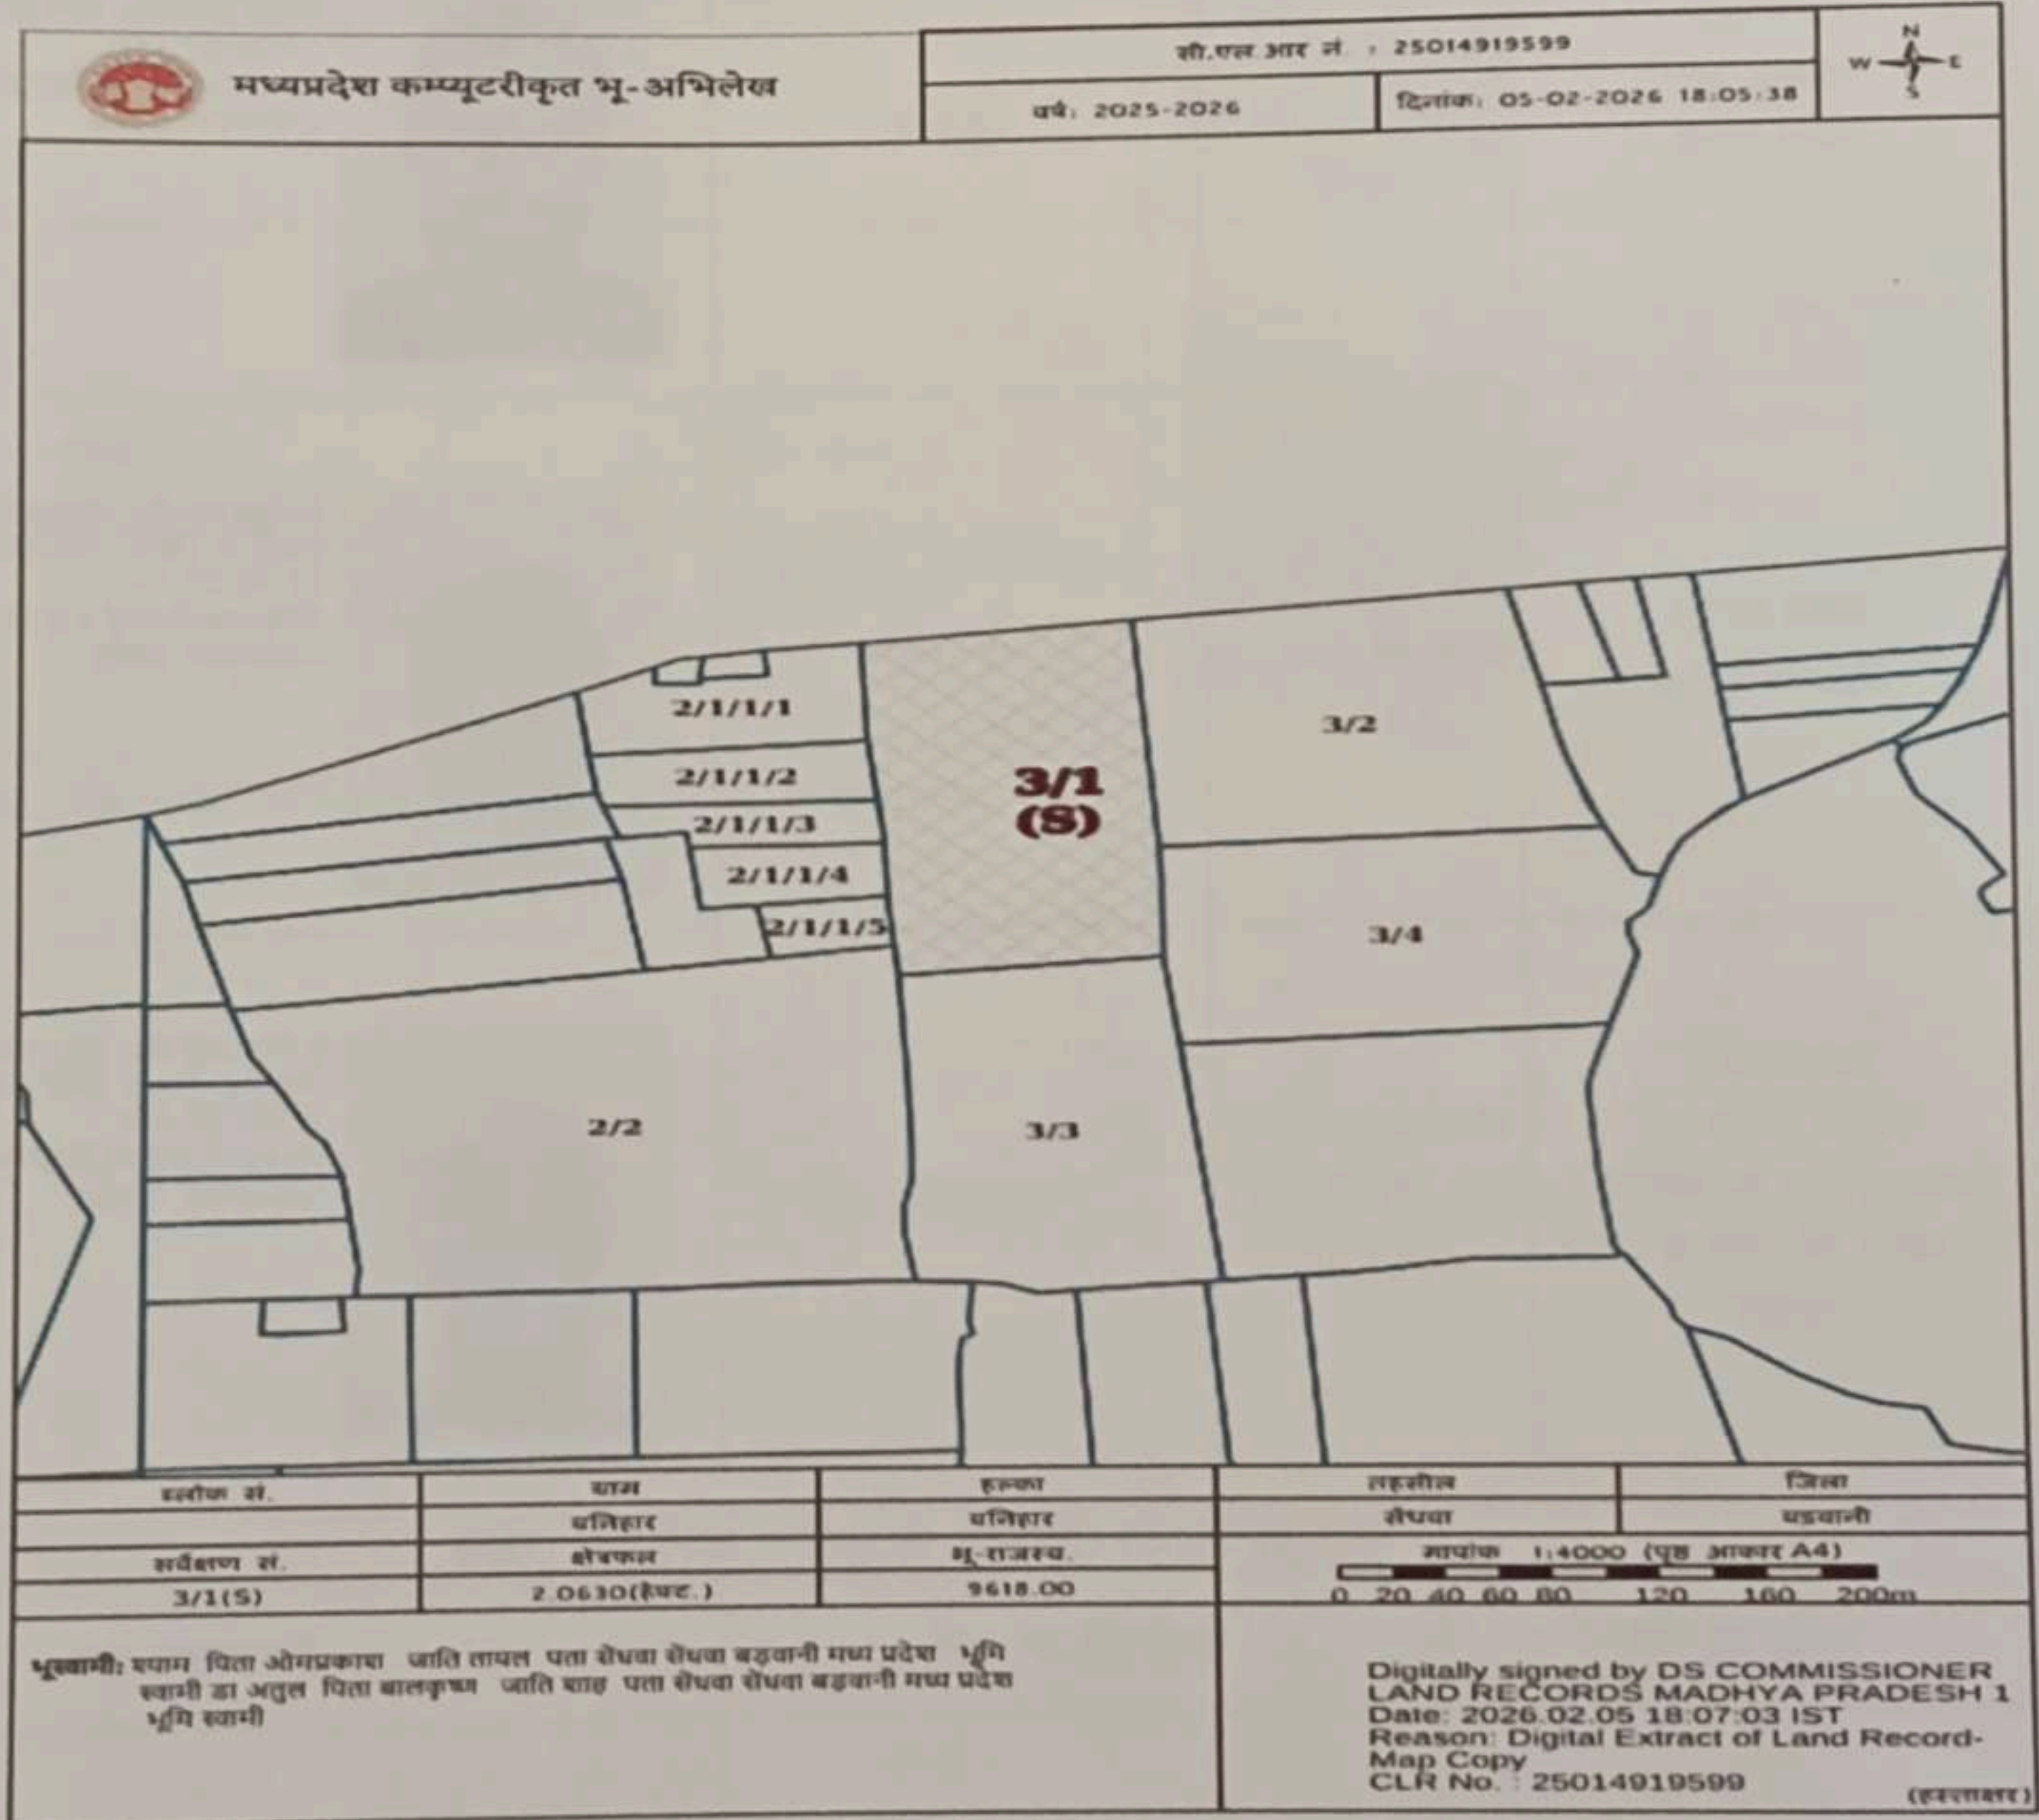 मध्यप्रदेश कम्प्यूटरीकृत भू-अभिलेख
सी.एल आर नं. : 25014919599
वर्ष: 2025-2026
दिनांक: 05-02-2026 18:05:38
N
W E
S
2/1/1/1
2/1/1/2
2/1/1/3
2/1/1/4
2/1/1/5
3/1
(S)
3/2
3/4
2/2
3/3
ब्लॉक सं. ग्राम हल्का तहसील जिला
बनिहार बनिहार सेंधवा बडवानी
सर्वेक्षण सं. क्षेत्रफल भू-राजस्व. मापांक 1:4000 (पृष्ठ आकार A4)
3/1(S) 2.0630(हेक्ट.) 9618.00
0 20 40 60 80 120 160 200m
भूस्वामी: श्याम पिता ओमप्रकाश जाति तायल पता सेंधवा सेंधवा बड़वानी मध्य प्रदेश भूमि
स्वामी डा अतुल पिता बालकृष्ण जाति शाह पता सेंधवा सेंधवा बड़वानी मध्य प्रदेश
भूमि स्वामी
Digitally signed by DS COMMISSIONER
LAND RECORDS MADHYA PRADESH 1
Date: 2026.02.05 18:07:03 IST
Reason: Digital Extract of Land Record-
Map Copy
CLR No. : 25014919599
(हस्ताक्षर)